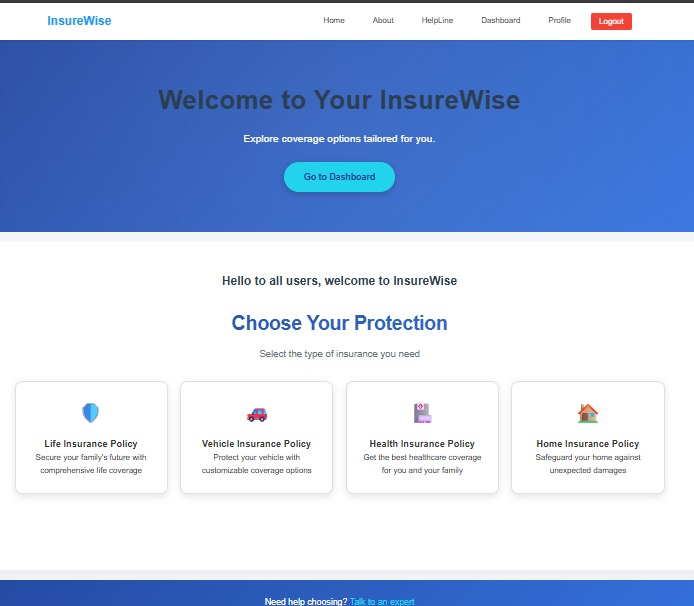 InsureWise
Home About HelpLine Dashboard Profile Logout
Welcome to Your InsureWise
Explore coverage options tailored for you.
Go to Dashboard
Hello to all users, welcome to InsureWise
Choose Your Protection
Select the type of insurance you need
Life Insurance Policy
Secure your family's future with
comprehensive life coverage
Vehicle Insurance Policy
Protect your vehicle with
customizable coverage options
Health Insurance Policy
Get the best healthcare coverage
for you and your family
Home Insurance Policy
Safeguard your home against
unexpected damages
Need help choosing? Talk to an expert